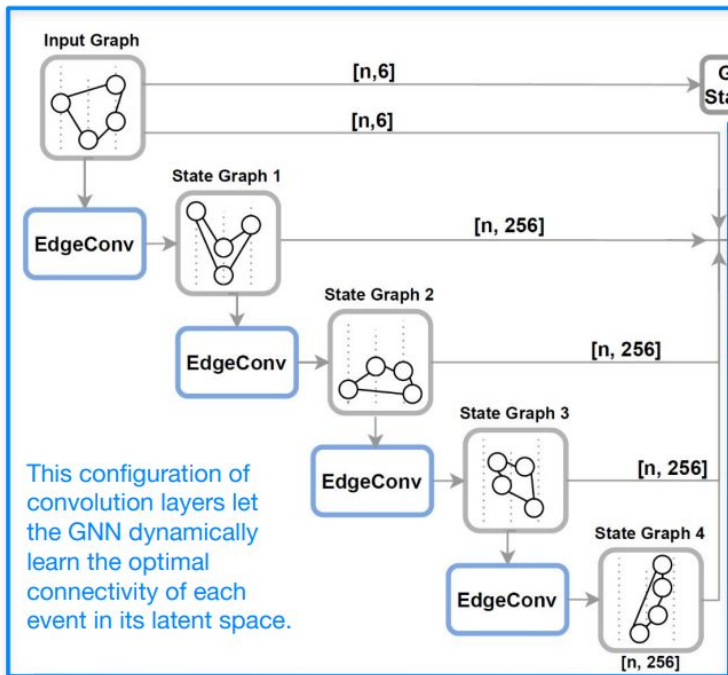 Input Graph
[n,6]
G
Sta
[n,6]
State Graph 1
EdgeConv
[n, 256]
State Graph 2
EdgeConv
[n, 256]
State Graph 3
EdgeConv
[n, 256]
This configuration of
convolution layers let
the GNN dynamically
learn the optimal
connectivity of each
event in its latent space.
State Graph 4
EdgeConv
[n, 256]